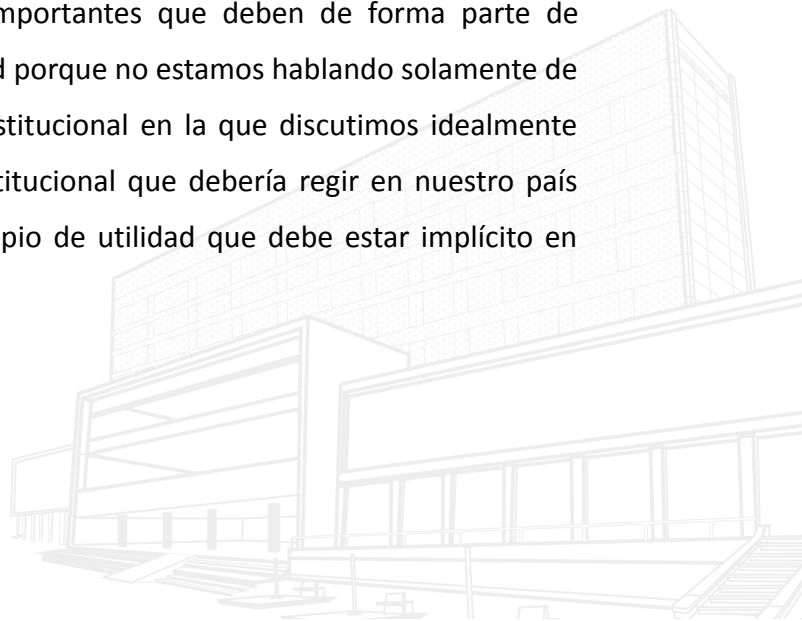 mportantes que deben de forma parte de
d porque no estamos hablando solamente de
stitucional en la que discutimos idealmente
titucional que debería regir en nuestro país
pio de utilidad que debe estar implícito en